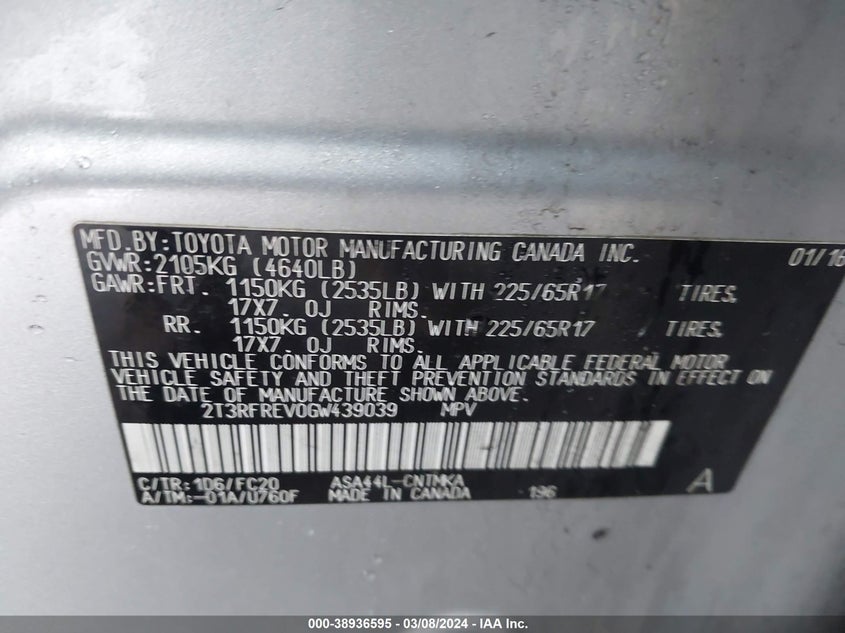 MFD.BY:TOYOTA MOTOR MANUFACTURING CANADA INC. 01/16
GVWR:2105KG (4640LB)
GAWR:FRT. 1150KG (2535LB) WITH 225/65R17 TIRES,
17X7.0J RIMS.
RR. 1150KG (2535LB) WITH 225/65R17 TIRES,
17X7.0J RIMS.
THIS VEHICLE CONFORMS TO ALL APPLICABLE FEDERAL MOTOR
VEHICLE SAFETY AND THEFT PREVENTION STANDARDS IN EFFECT ON
THE DATE OF MANUFACTURE SHOWN ABOVE.
2T3RFREV0GW439039 MPV
C/TR:1D6/FC20 ASA44L-CNTMKA
A/TM:-01A/U760F MADE IN CANADA 196 A
000-38936595 — 03/08/2024 — IAA Inc.